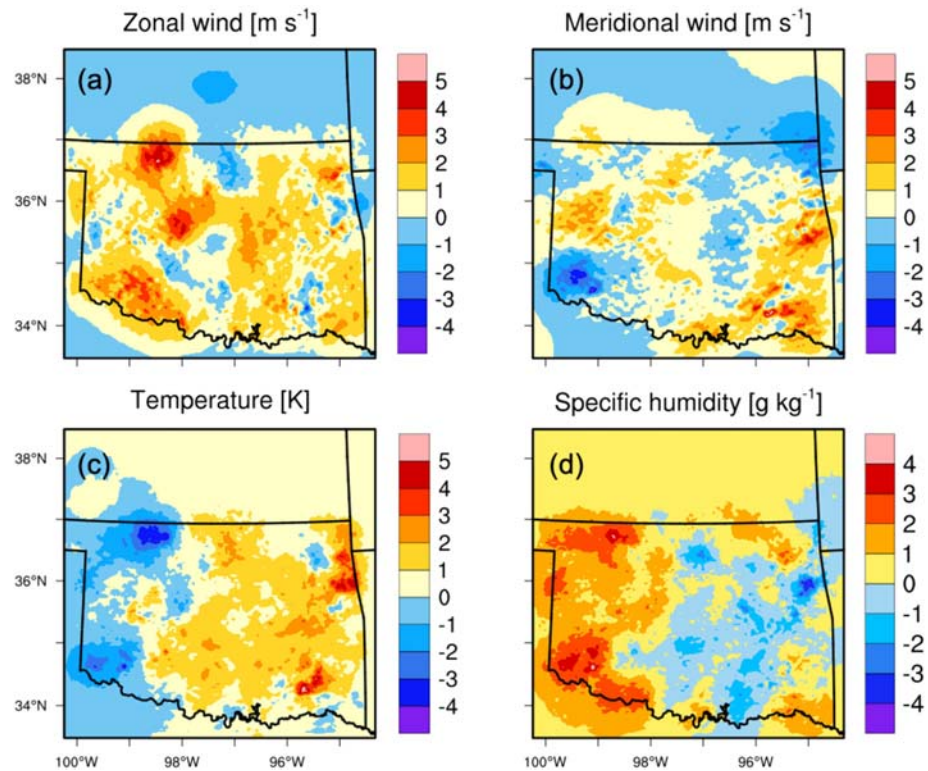 Zonal wind [m s⁻¹]
Meridional wind [m s⁻¹]
(a)
38°N
36°N
34°N
5
4
3
2
1
0
-1
-2
-3
-4
(b)
5
4
3
2
1
0
-1
-2
-3
-4
Temperature [K]
Specific humidity [g kg⁻¹]
(c)
38°N
36°N
34°N
100°W
98°W
96°W
5
4
3
2
1
0
-1
-2
-3
-4
(d)
100°W
98°W
96°W
4
3
2
1
0
-1
-2
-3
-4